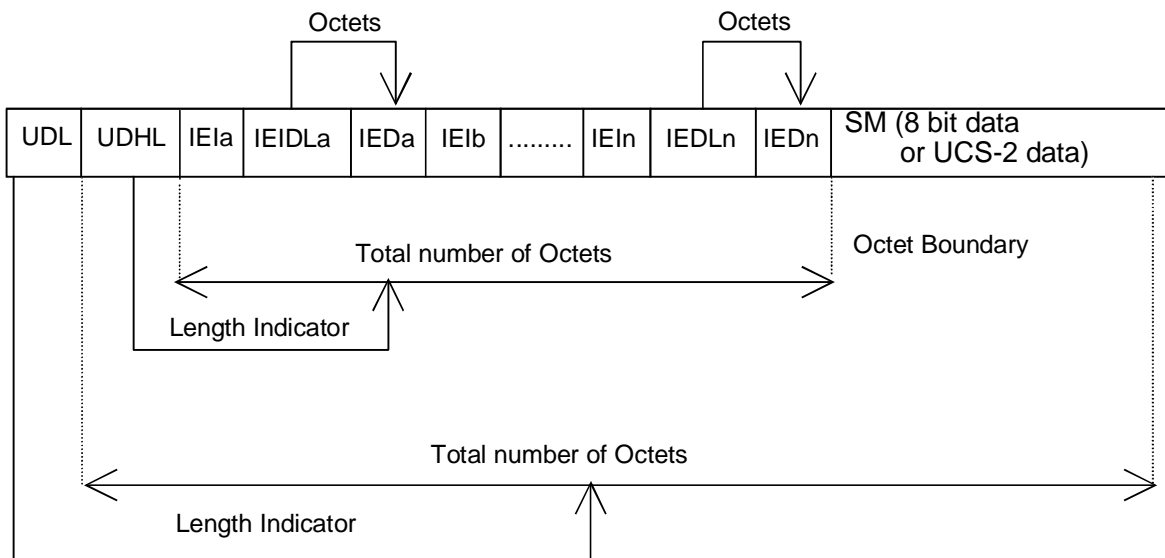 Octets Octets
UDL UDHL IEIa IEIDLa IEDa IEIb ......... IEIn IEDLn IEDn SM (8 bit data
or UCS-2 data)
Total number of Octets Octet Boundary
Length Indicator
Total number of Octets
Length Indicator